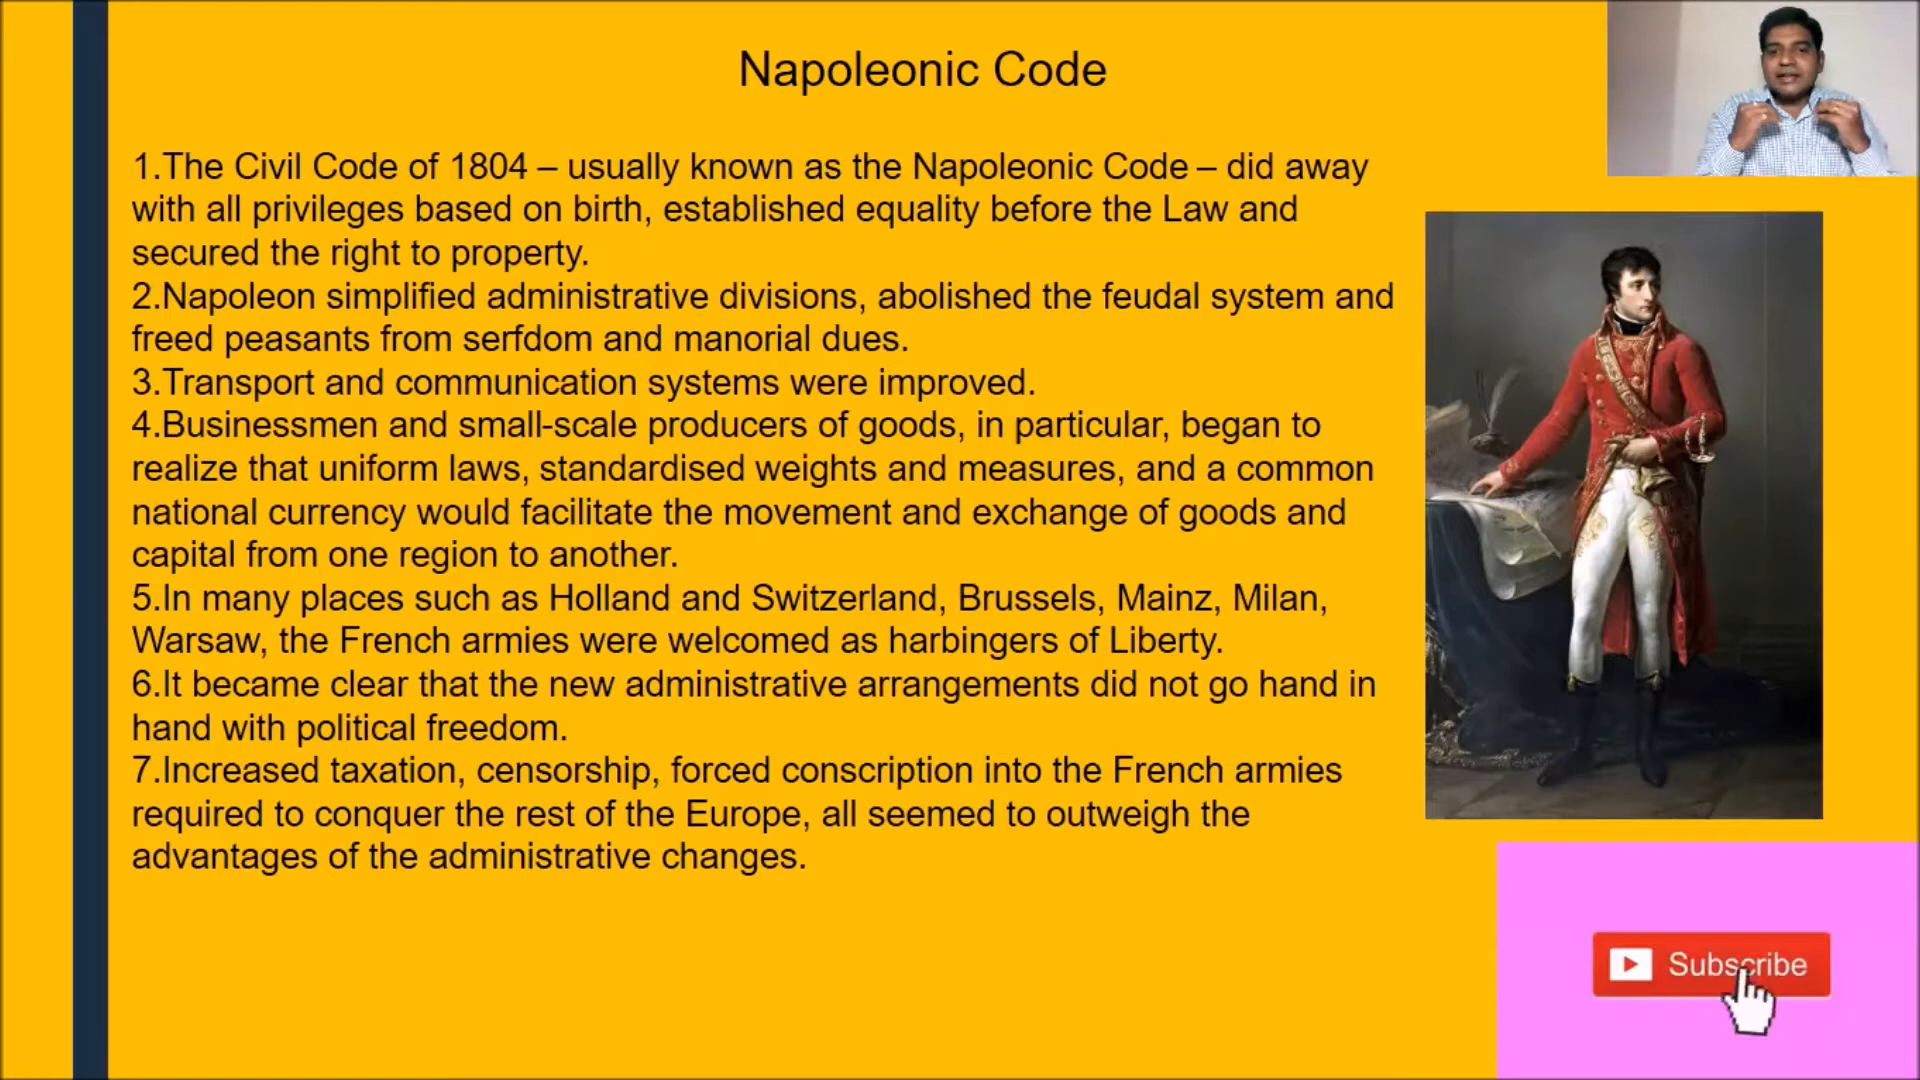 Napoleonic Code
1.The Civil Code of 1804 – usually known as the Napoleonic Code – did away
with all privileges based on birth, established equality before the Law and
secured the right to property.
2.Napoleon simplified administrative divisions, abolished the feudal system and
freed peasants from serfdom and manorial dues.
3.Transport and communication systems were improved.
4.Businessmen and small-scale producers of goods, in particular, began to
realize that uniform laws, standardised weights and measures, and a common
national currency would facilitate the movement and exchange of goods and
capital from one region to another.
5.In many places such as Holland and Switzerland, Brussels, Mainz, Milan,
Warsaw, the French armies were welcomed as harbingers of Liberty.
6.It became clear that the new administrative arrangements did not go hand in
hand with political freedom.
7.Increased taxation, censorship, forced conscription into the French armies
required to conquer the rest of the Europe, all seemed to outweigh the
advantages of the administrative changes.
Subscribe